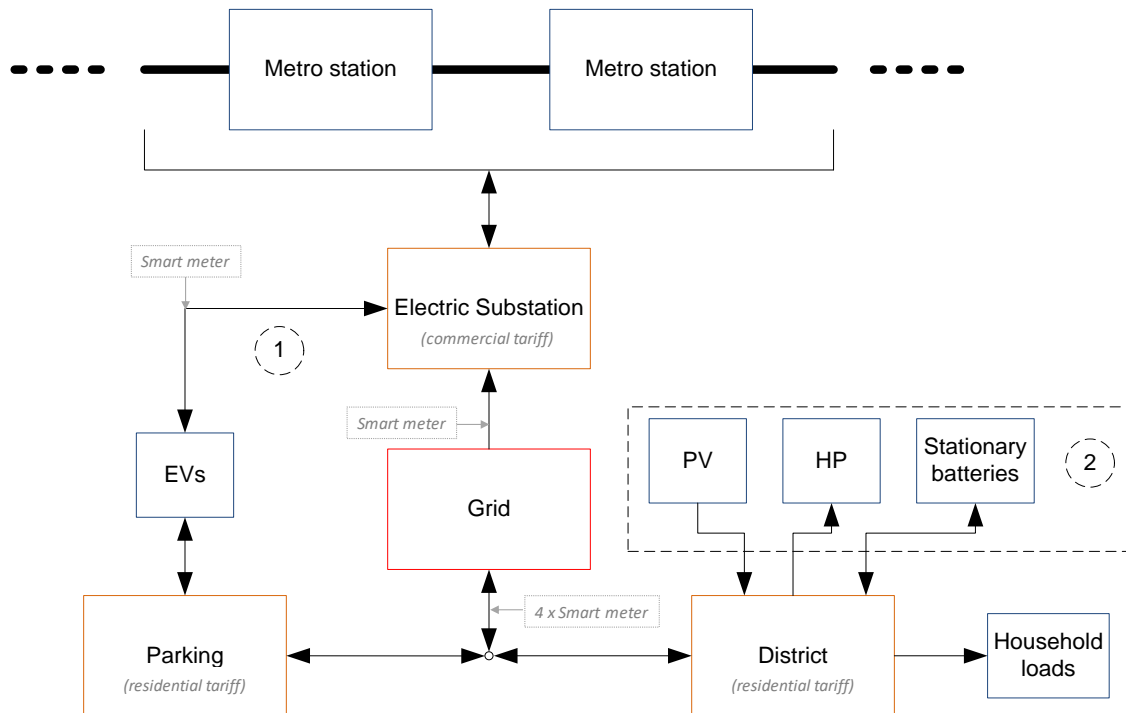 Metro station
Metro station
Smart meter
Electric Substation
(commercial tariff)
1
Smart meter
EVs
Grid
PV
HP
Stationary
batteries
2
4 x Smart meter
Parking
(residential tariff)
District
(residential tariff)
Household
loads